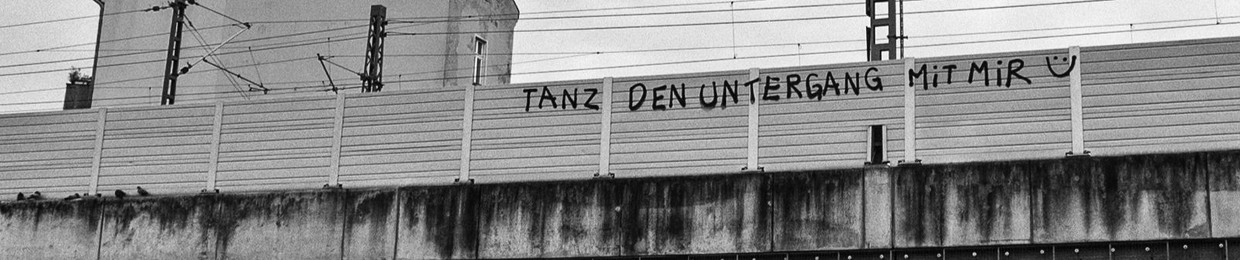 TANZ DEN UNTERGANG MiT MiR Ü